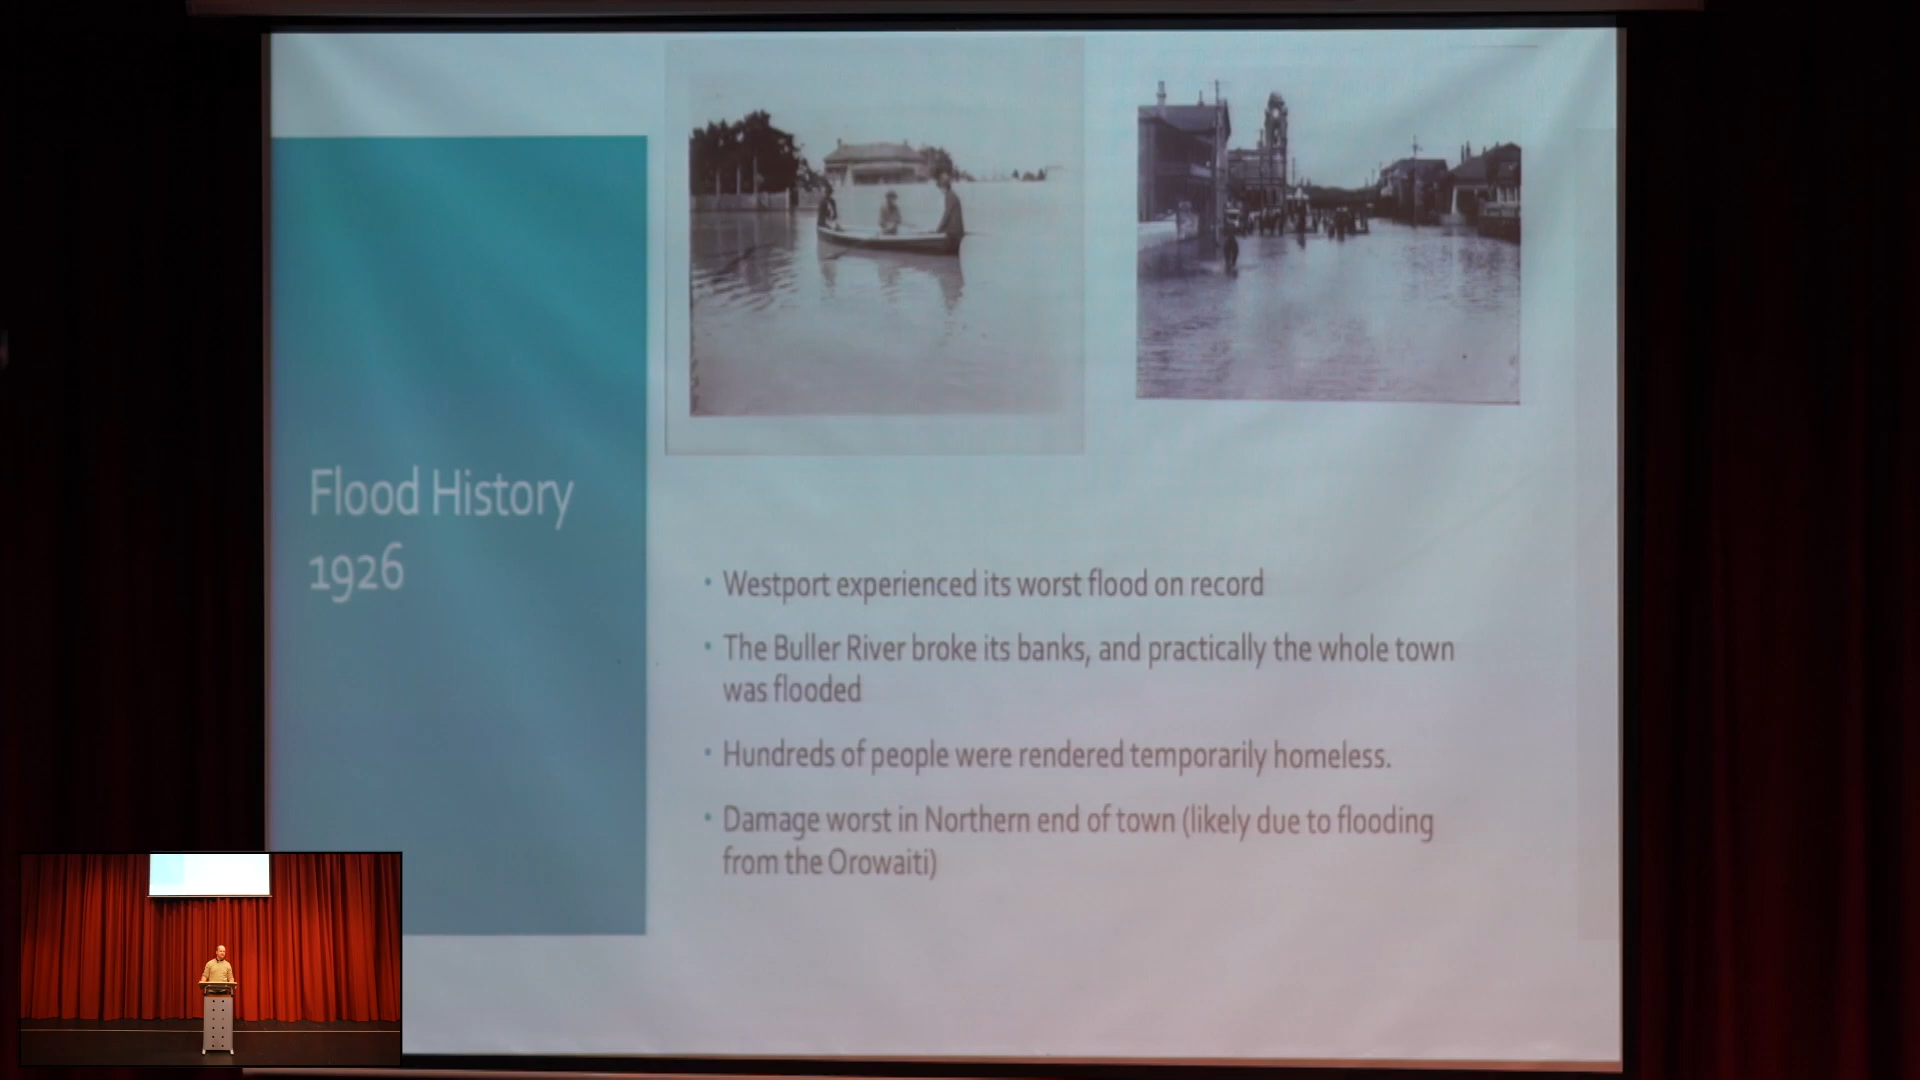 Flood History
1926
• Westport experienced its worst flood on record
• The Buller River broke its banks, and practically the whole town
was flooded
• Hundreds of people were rendered temporarily homeless.
• Damage worst in Northern end of town (likely due to flooding
from the Orowaiti)